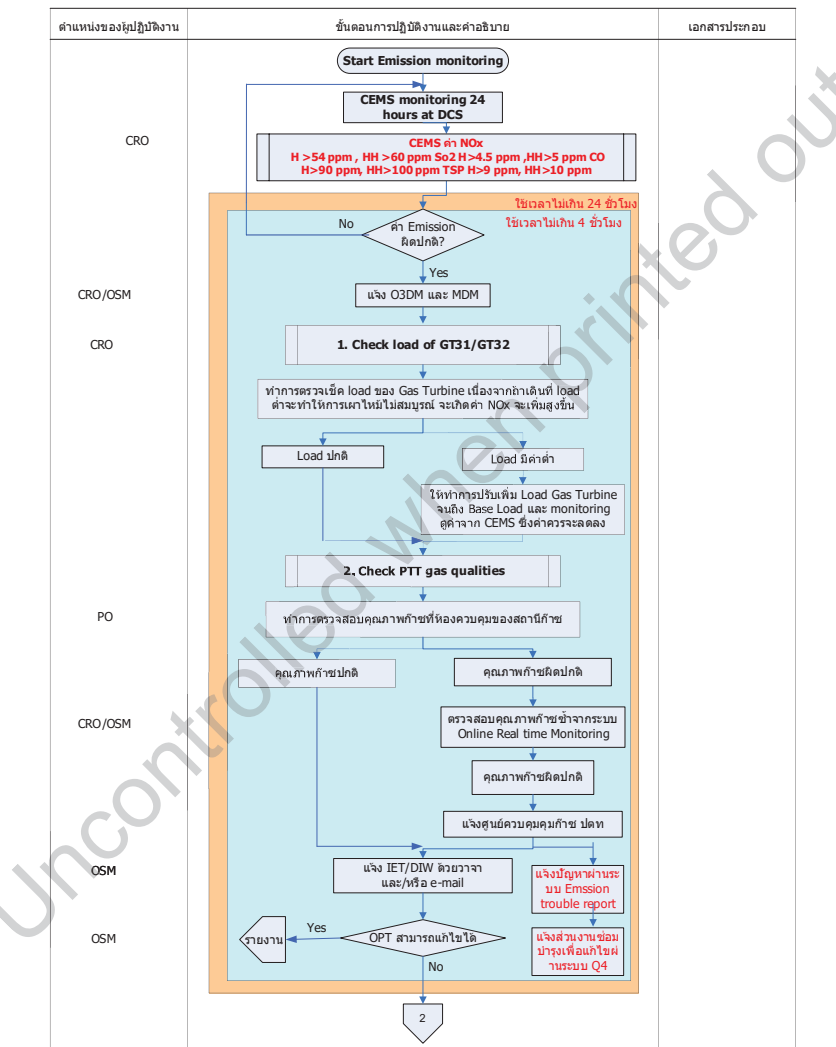 ตำแหน่งของผู้ปฏิบัติงาน
ขั้นตอนการปฏิบัติงานและคำอธิบาย
เอกสารประกอบ
Start Emission monitoring
CEMS monitoring 24
hours at DCS
CRO
CEMS ค่า NOx
H >54 ppm , HH >60 ppm So2 H>4.5 ppm ,HH>5 ppm CO
H>90 ppm, HH>100 ppm TSP H>9 ppm, HH>10 ppm
ใช้เวลาไม่เกิน 24 ชั่วโมง
ใช้เวลาไม่เกิน 4 ชั่วโมง
No
ค่า Emission
ผิดปกติ?
Yes
CRO/OSM
แจ้ง O3DM และ MDM
CRO
1. Check load of GT31/GT32
ทำการตรวจเช็ค load ของ Gas Turbine เนื่องจากถ้าเดินที่ load
ต่ำจะทำให้การเผาไหม้ไม่สมบูรณ์ จะเกิดค่า NOx จะเพิ่มสูงขึ้น
Load ปกติ
Load มีค่าต่ำ
ให้ทำการปรับเพิ่ม Load Gas Turbine
จนถึง Base Load และ monitoring
ดูค่าจาก CEMS ซึ่งค่าควรจะลดลง
2. Check PTT gas qualities
PO
ทำการตรวจสอบคุณภาพก๊าซที่ห้องควบคุมของสถานีก๊าซ
คุณภาพก๊าซปกติ
คุณภาพก๊าซผิดปกติ
CRO/OSM
ตรวจสอบคุณภาพก๊าซซ้ำจากระบบ
Online Real time Monitoring
คุณภาพก๊าซผิดปกติ
แจ้งศูนย์ควบคุมคุมก๊าซ ปตท
OSM
แจ้ง IET/DIW ด้วยวาจา
และ/หรือ e-mail
แจ้งปัญหาผ่านระ
บบ Emssion
trouble report
OSM
รายงาน
Yes
OPT สามารถแก้ไขได้
แจ้งส่วนงานซ่อม
บำรุงเพื่อแก้ไขผ่
านระบบ Q4
No
2
Uncontrolled when printed out